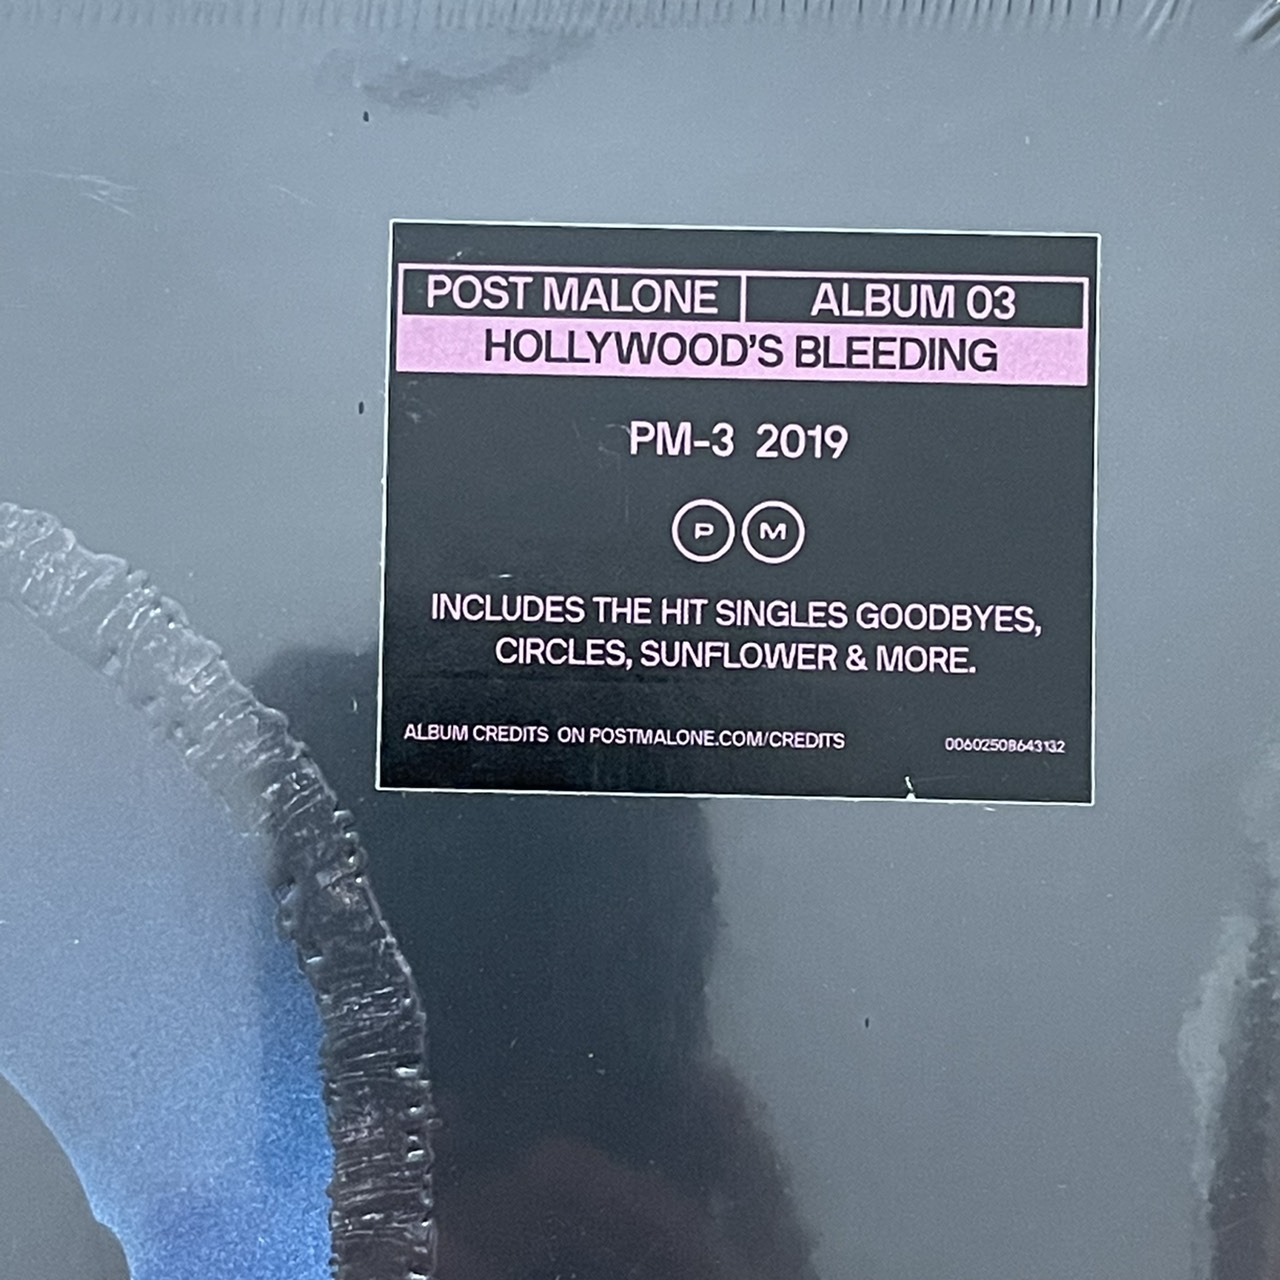 POST MALONE ALBUM 03
HOLLYWOOD'S BLEEDING
PM-3 2019
P M
INCLUDES THE HIT SINGLES GOODBYES,
CIRCLES, SUNFLOWER & MORE.
ALBUM CREDITS ON POSTMALONE.COM/CREDITS 00602508643132